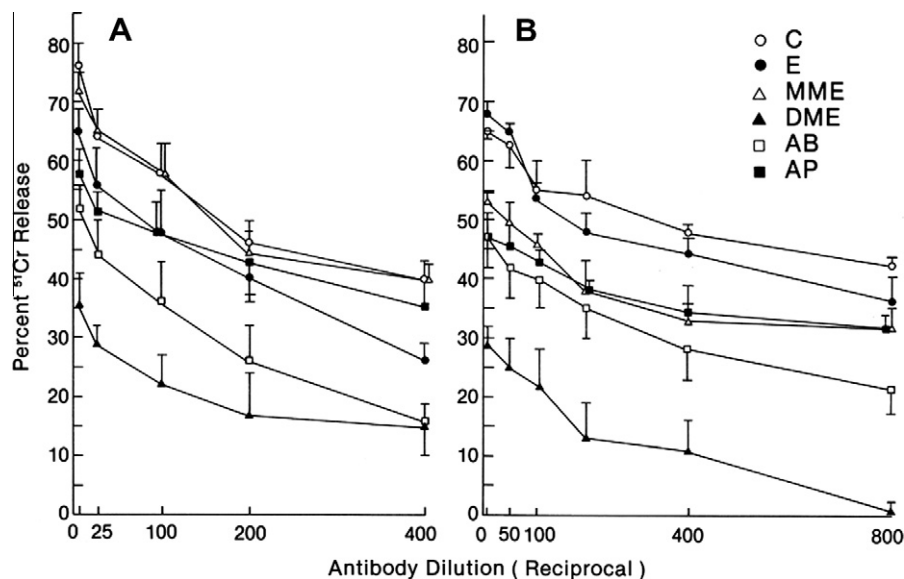 A
B
C
E
MME
DME
AB
AP
80
70
60
50
40
30
20
10
0
80
70
60
50
40
30
20
10
0
Percent ⁵¹Cr Release
0 25 100 200 400
0 50 100 400 800
Antibody Dilution ( Reciprocal )